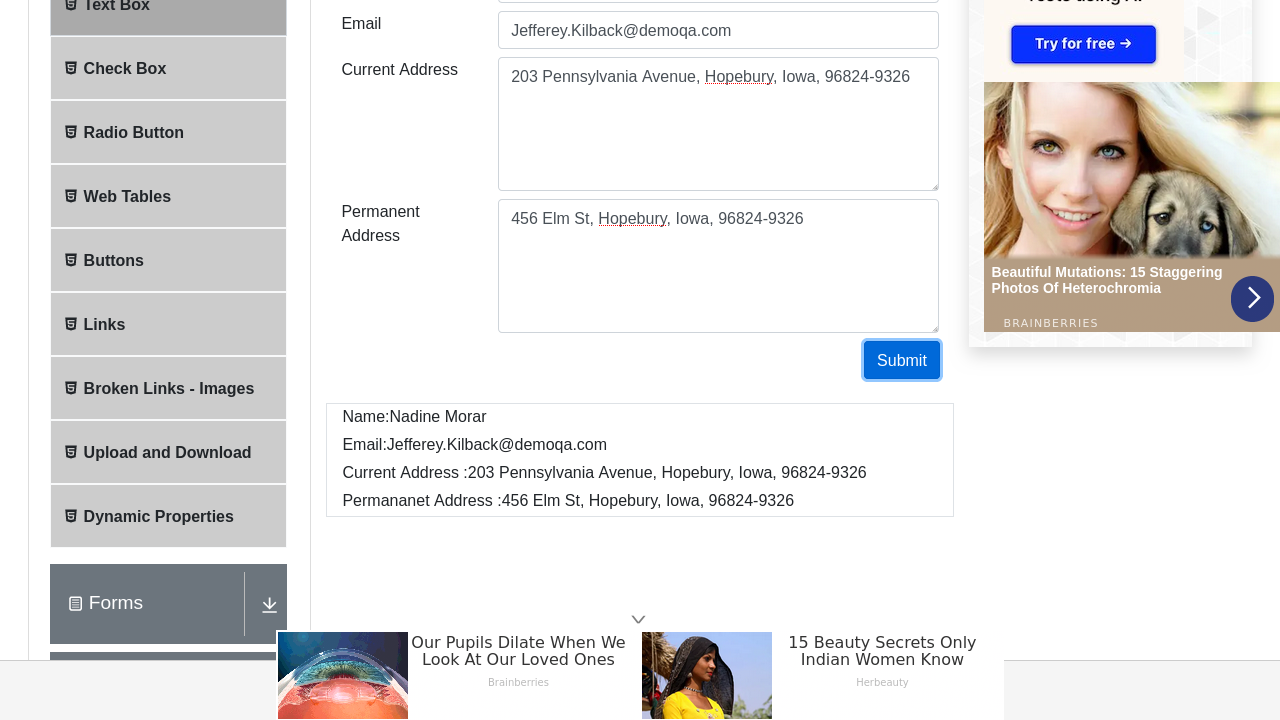 Text Box
Check Box
Radio Button
Web Tables
Buttons
Links
Broken Links - Images
Upload and Download
Dynamic Properties
Forms
Email
Jefferey.Kilback@demoqa.com
Current Address
203 Pennsylvania Avenue, Hopebury, Iowa, 96824-9326
Permanent
Address
456 Elm St, Hopebury, Iowa, 96824-9326
Submit
Name:Nadine Morar
Email:Jefferey.Kilback@demoqa.com
Current Address :203 Pennsylvania Avenue, Hopebury, Iowa, 96824-9326
Permananet Address :456 Elm St, Hopebury, Iowa, 96824-9326
Try for free →
Beautiful Mutations: 15 Staggering
Photos Of Heterochromia
BRAINBERRIES
Our Pupils Dilate When We
Look At Our Loved Ones
Brainberries
15 Beauty Secrets Only
Indian Women Know
Herbeauty